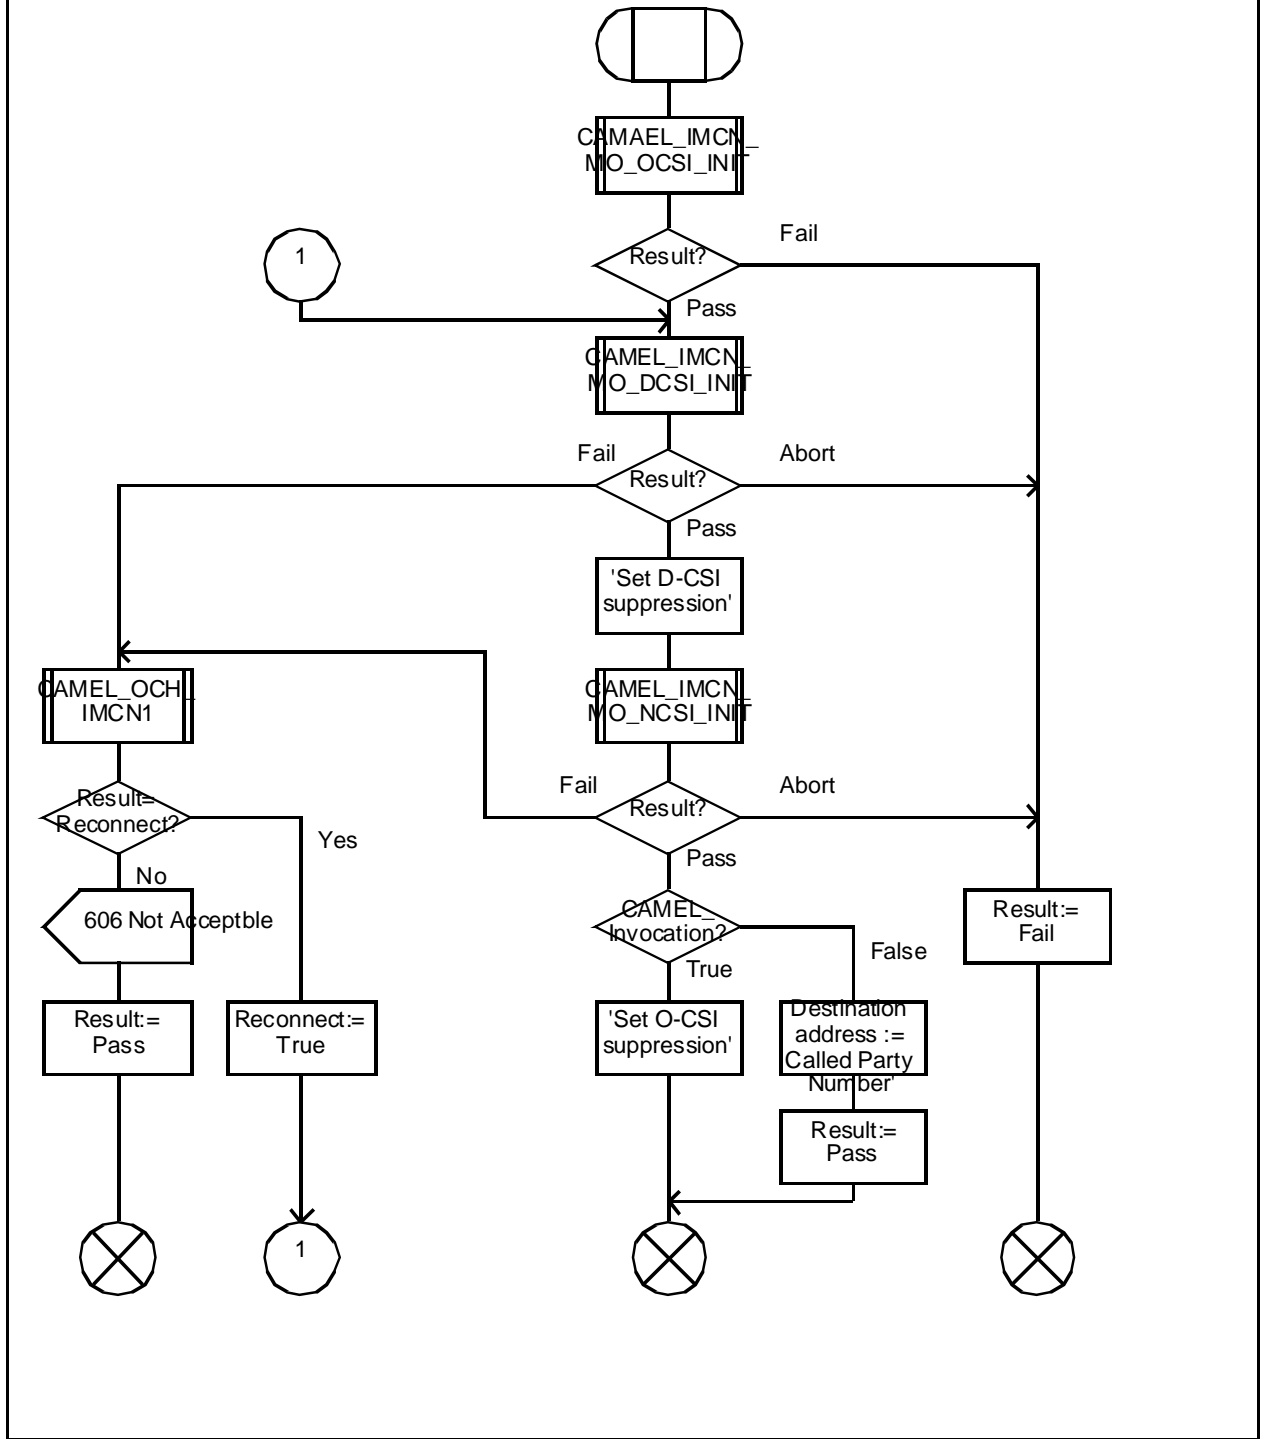 CAMAEL_IMCN_
MO_OCSI_INIT
1
Result?
Fail
Pass
CAMEL_IMCN_
MO_DCSI_INIT
Fail
Result?
Abort
Pass
'Set D-CSI
suppression'
CAMEL_OCH_
IMCN1
CAMEL_IMCN_
MO_NCSI_INIT
Result=
Reconnect?
Yes
No
Fail
Result?
Abort
Pass
606 Not Acceptble
CAMEL_
Invocation?
False
True
Result:=
Fail
Result:=
Pass
Reconnect:=
True
'Set O-CSI
suppression'
Destination
address :=
Called Party
Number'
Result:=
Pass
1